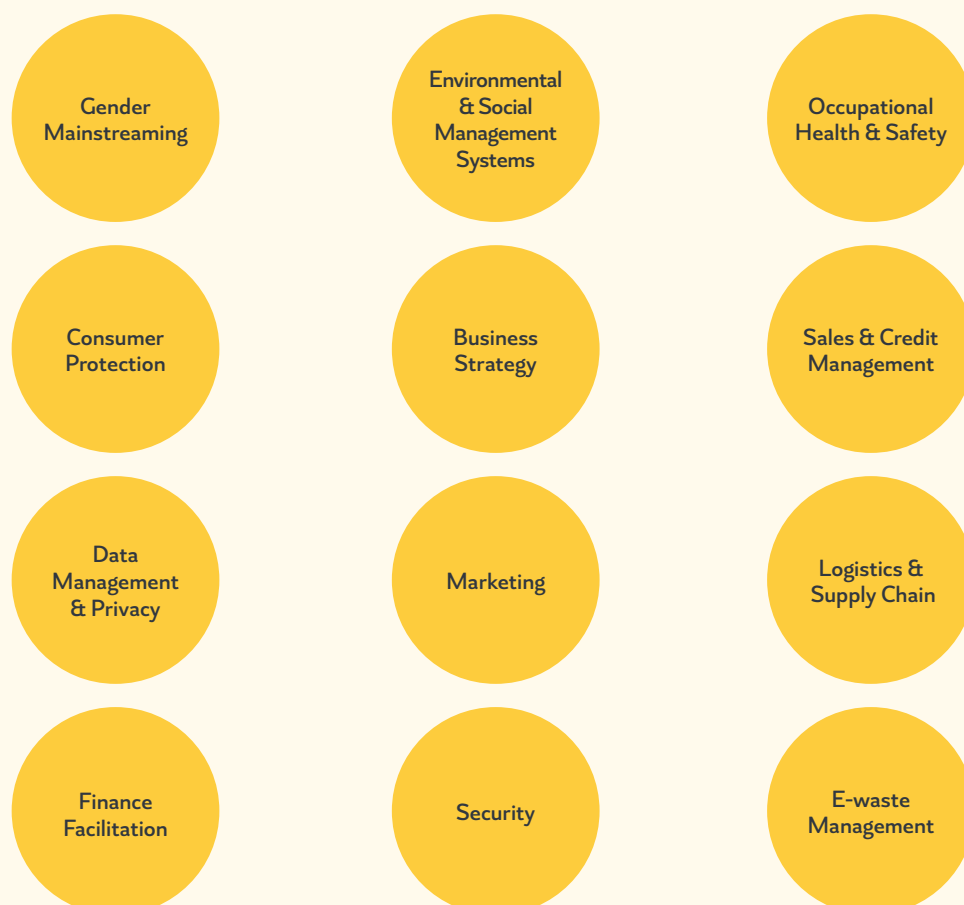 Gender
Mainstreaming
Environmental
& Social
Management
Systems
Occupational
Health & Safety
Consumer
Protection
Business
Strategy
Sales & Credit
Management
Data
Management
& Privacy
Marketing
Logistics &
Supply Chain
Finance
Facilitation
Security
E-waste
Management